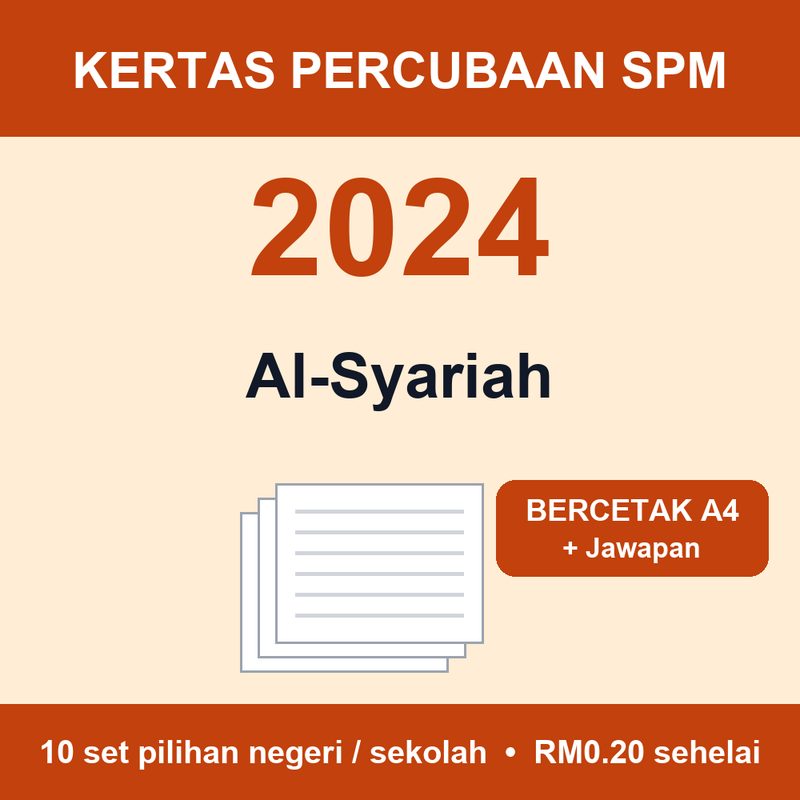 KERTAS PERCUBAAN SPM
2024
Al-Syariah
BERCETAK A4
+ Jawapan
10 set pilihan negeri / sekolah • RM0.20 sehelai